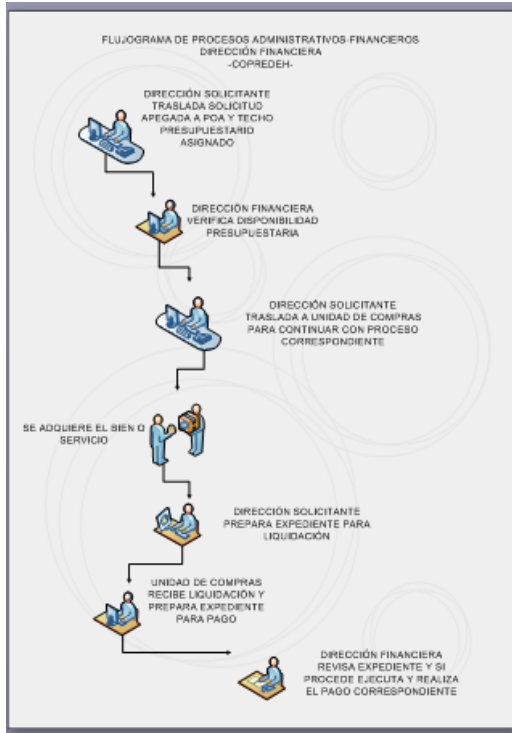 FLUJOGRAMA DE PROCESOS ADMINISTRATIVOS-FINANCIEROS
DIRECCIÓN FINANCIERA
-COPREDEH-
DIRECCIÓN SOLICITANTE
TRASLADA SOLICITUD
APEGADA A POA Y TECHO
PRESUPUESTARIO
ASIGNADO
DIRECCIÓN FINANCIERA
VERIFICA DISPONIBILIDAD
PRESUPUESTARIA
DIRECCIÓN SOLICITANTE
TRASLADA A UNIDAD DE COMPRAS
PARA CONTINUAR CON PROCESO
CORRESPONDIENTE
SE ADQUIERE EL BIEN O
SERVICIO
DIRECCIÓN SOLICITANTE
PREPARA EXPEDIENTE PARA
LIQUIDACIÓN
UNIDAD DE COMPRAS
RECIBE LIQUIDACIÓN Y
PREPARA EXPEDIENTE
PARA PAGO
DIRECCIÓN FINANCIERA
REVISA EXPEDIENTE Y SI
PROCEDE EJECUTA Y REALIZA
EL PAGO CORRESPONDIENTE